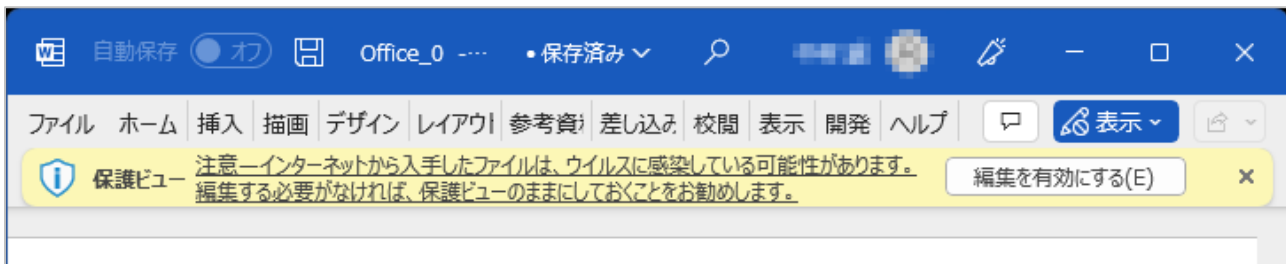 自動保存 オフ Office_0 -… • 保存済み
ファイル ホーム 挿入 描画 デザイン レイアウト 参考資 差し込み 校閲 表示 開発 ヘルプ 表示
保護ビュー 注意—インターネットから入手したファイルは、ウイルスに感染している可能性があります。 編集を有効にする(E)
編集する必要がなければ、保護ビューのままにしておくことをお勧めします。